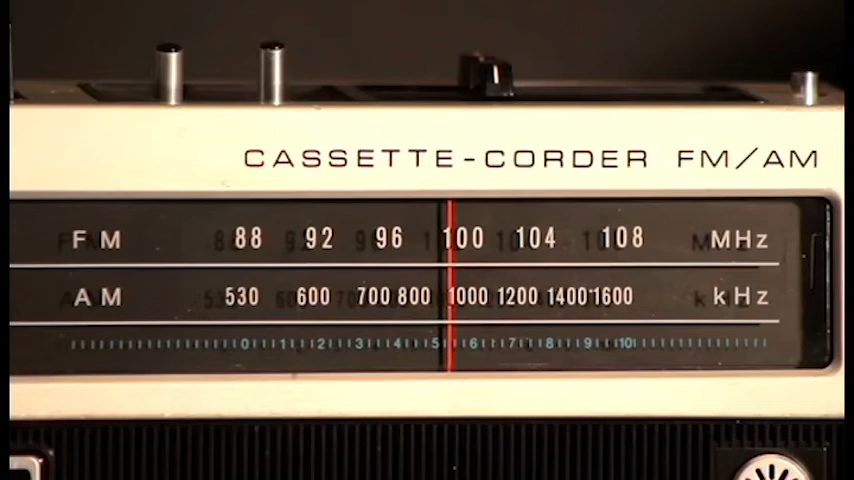 CASSETTE-CORDER FM/AM
FM 88 92 96 100 104 108 MHz
AM 530 600 700 800 1000 1200 1400 1600 kHz
0 1 2 3 4 5 6 7 8 9 10